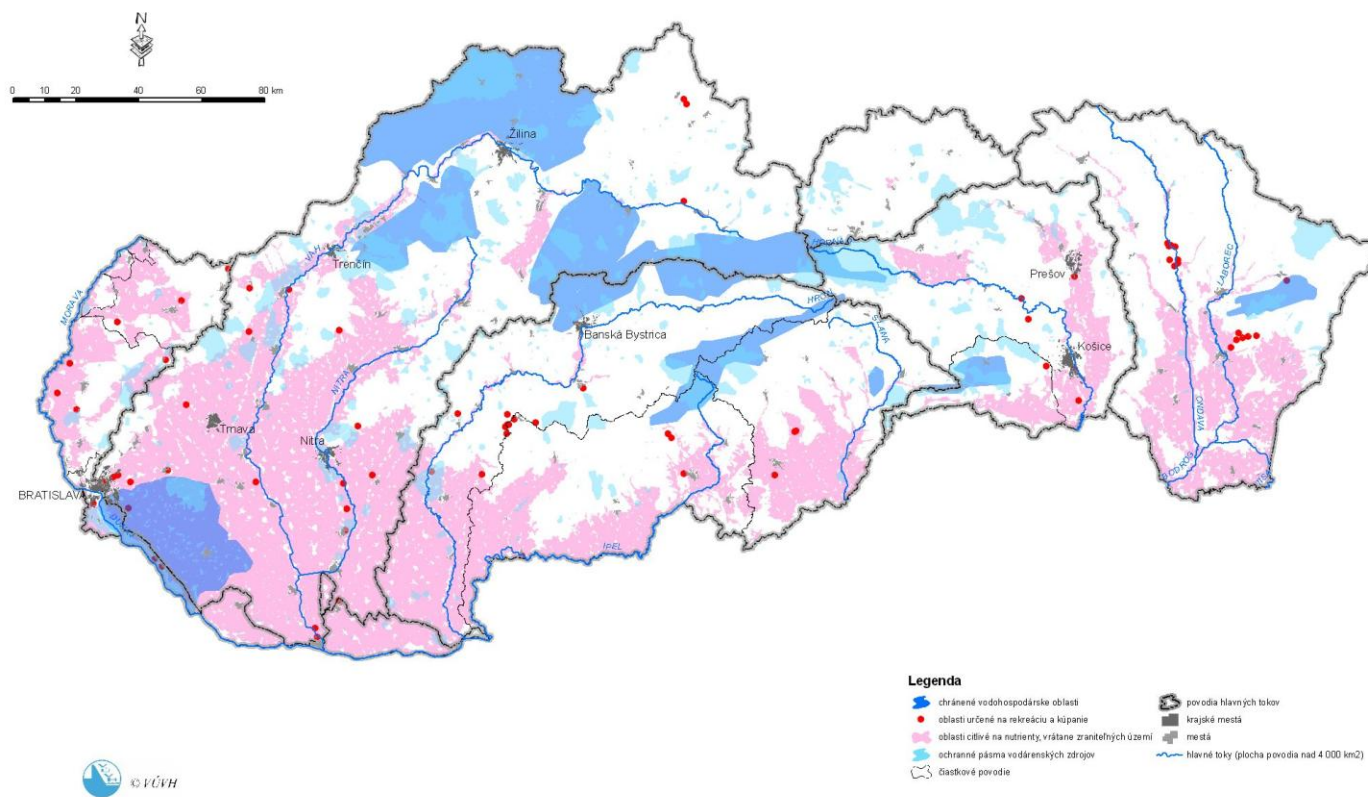 N
0 10 20 40 60 80 km
Žilina
VÁH
Trenčín
HORNÁD
Prešov
LABOREC
MORAVA
HRON
SLANÁ
Banská Bystrica
Košice
NITRA
Trnava
Nitra
ONDAVA
BODROG
BRATISLAVA
IPEĽ
Legenda
chránené vodohospodárske oblasti
oblasti určené na rekreáciu a kúpanie
oblasti citlivé na nutrienty, vrátane zraniteľných území
ochranné pásma vodárenských zdrojov
čiastkové povodie
povodia hlavných tokov
krajské mestá
mestá
hlavné toky (plocha povodia nad 4 000 km2)
© VÚVH